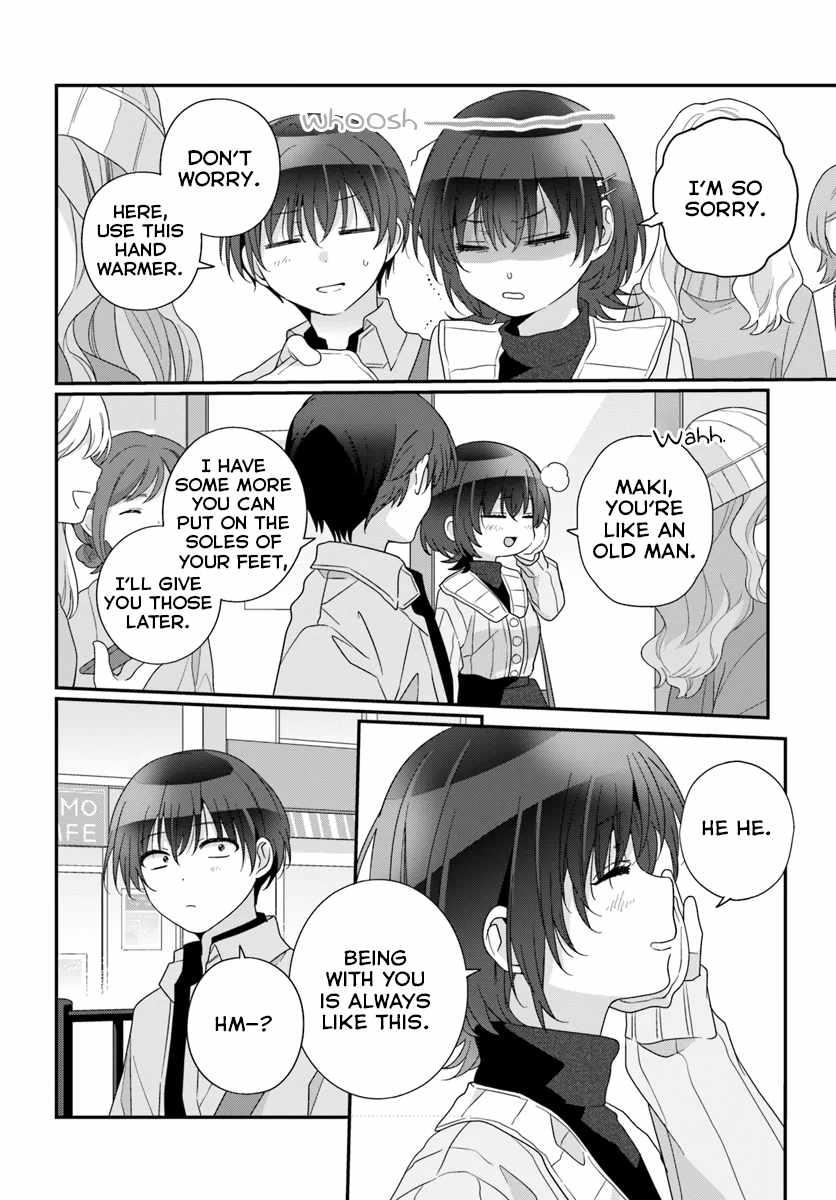 I'M SO
SORRY.
whoosh
DON'T
WORRY.
HERE,
USE THIS
HAND
WARMER.
Wahh.
MAKI,
YOU'RE
LIKE AN
OLD MAN.
I HAVE
SOME MORE
YOU CAN
PUT ON THE
SOLES OF
YOUR FEET,
I'LL GIVE
YOU THOSE
LATER.
HE HE.
BEING
WITH YOU
IS ALWAYS
LIKE THIS.
HM–?
MO
AFE